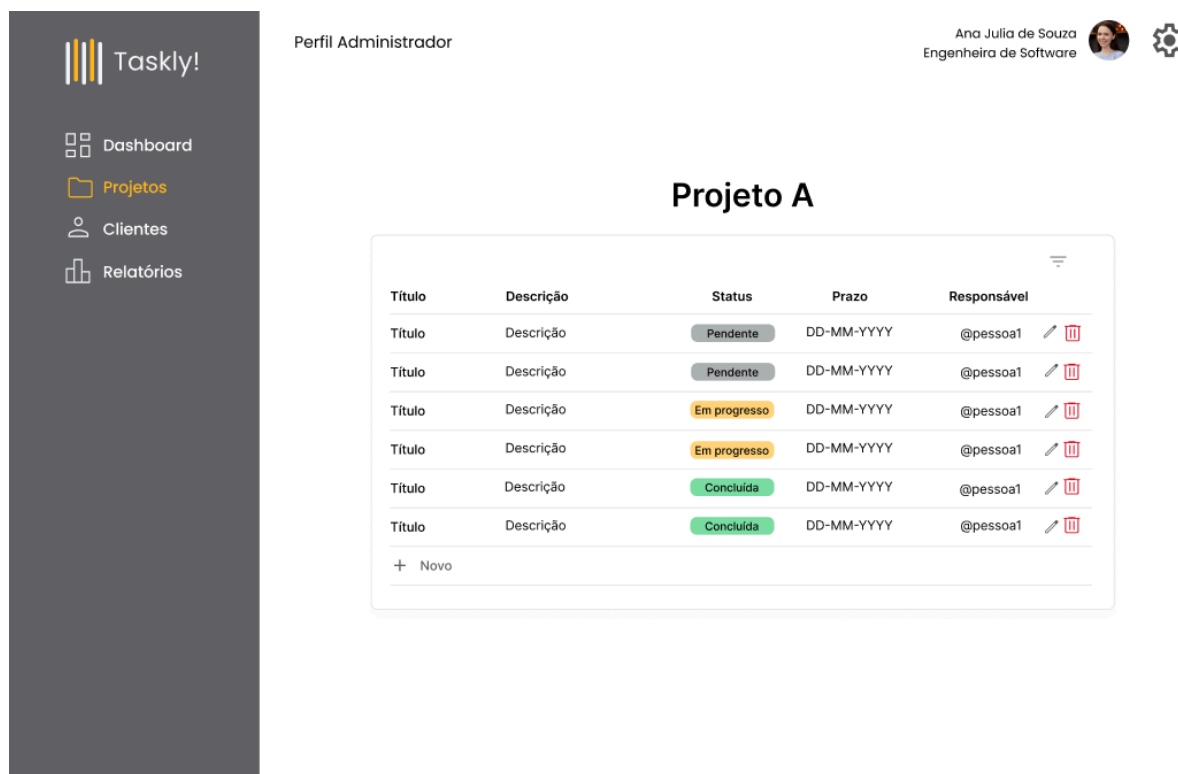 Taskly!
Perfil Administrador
Ana Julia de Souza
Engenheira de Software
Dashboard
Projetos
Clientes
Relatórios
Projeto A
Título Descrição Status Prazo Responsável
Título Descrição Pendente DD-MM-YYYY @pessoa1
Título Descrição Pendente DD-MM-YYYY @pessoa1
Título Descrição Em progresso DD-MM-YYYY @pessoa1
Título Descrição Em progresso DD-MM-YYYY @pessoa1
Título Descrição Concluída DD-MM-YYYY @pessoa1
Título Descrição Concluída DD-MM-YYYY @pessoa1
+ Novo